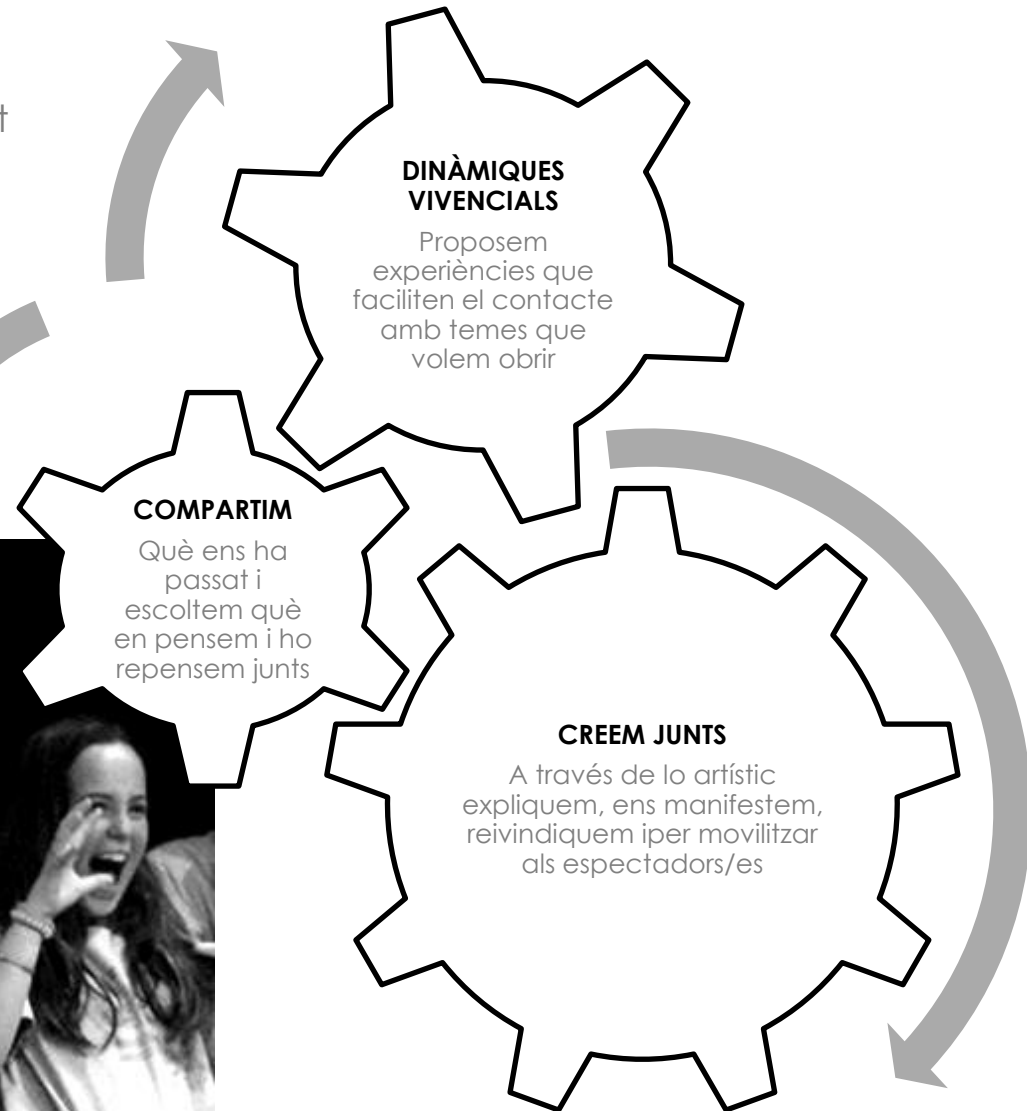 t
DINÀMIQUES
VIVENCIALS
Proposem
experiències que
faciliten el contacte
amb temes que
volem obrir
COMPARTIM
Què ens ha
passat i
escoltem què
en pensem i ho
repensem junts
CREEM JUNTS
A través de lo artístic
expliquem, ens manifestem,
reivindiquem iper movilitzar
als espectadors/es